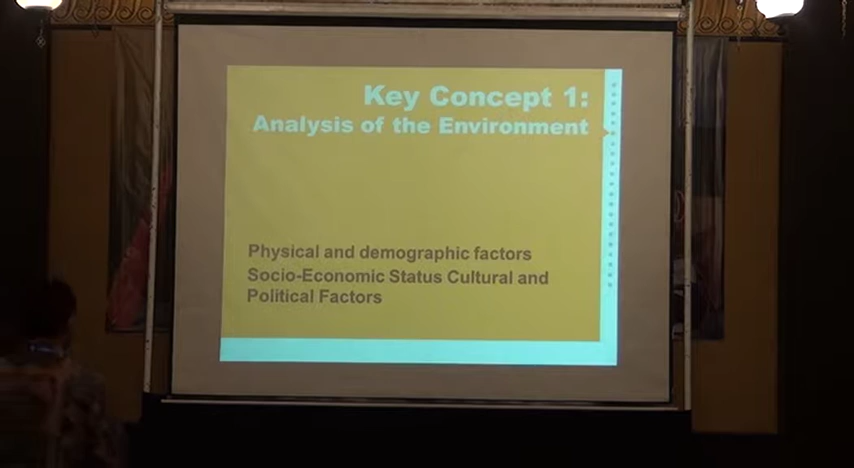 Key Concept 1:
Analysis of the Environment
Physical and demographic factors
Socio-Economic Status Cultural and
Political Factors